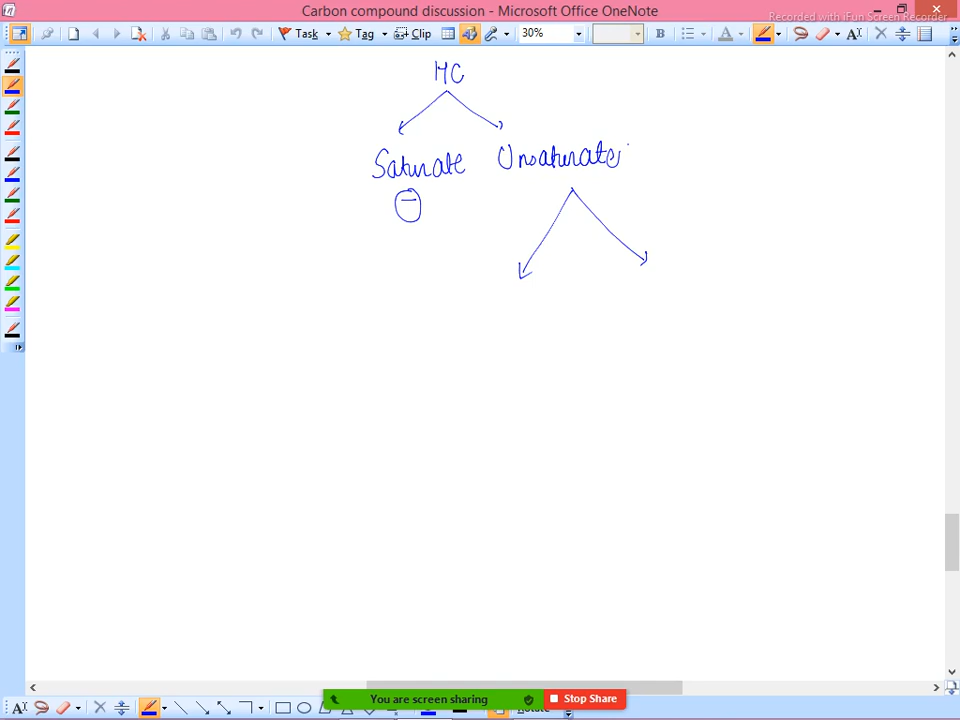 Carbon compound discussion - Microsoft Office OneNote
Recorded with iFun Screen Recorder
Task Tag Clip 30% B A A
HC
Saturate Unsaturate
You are screen sharing Stop Share